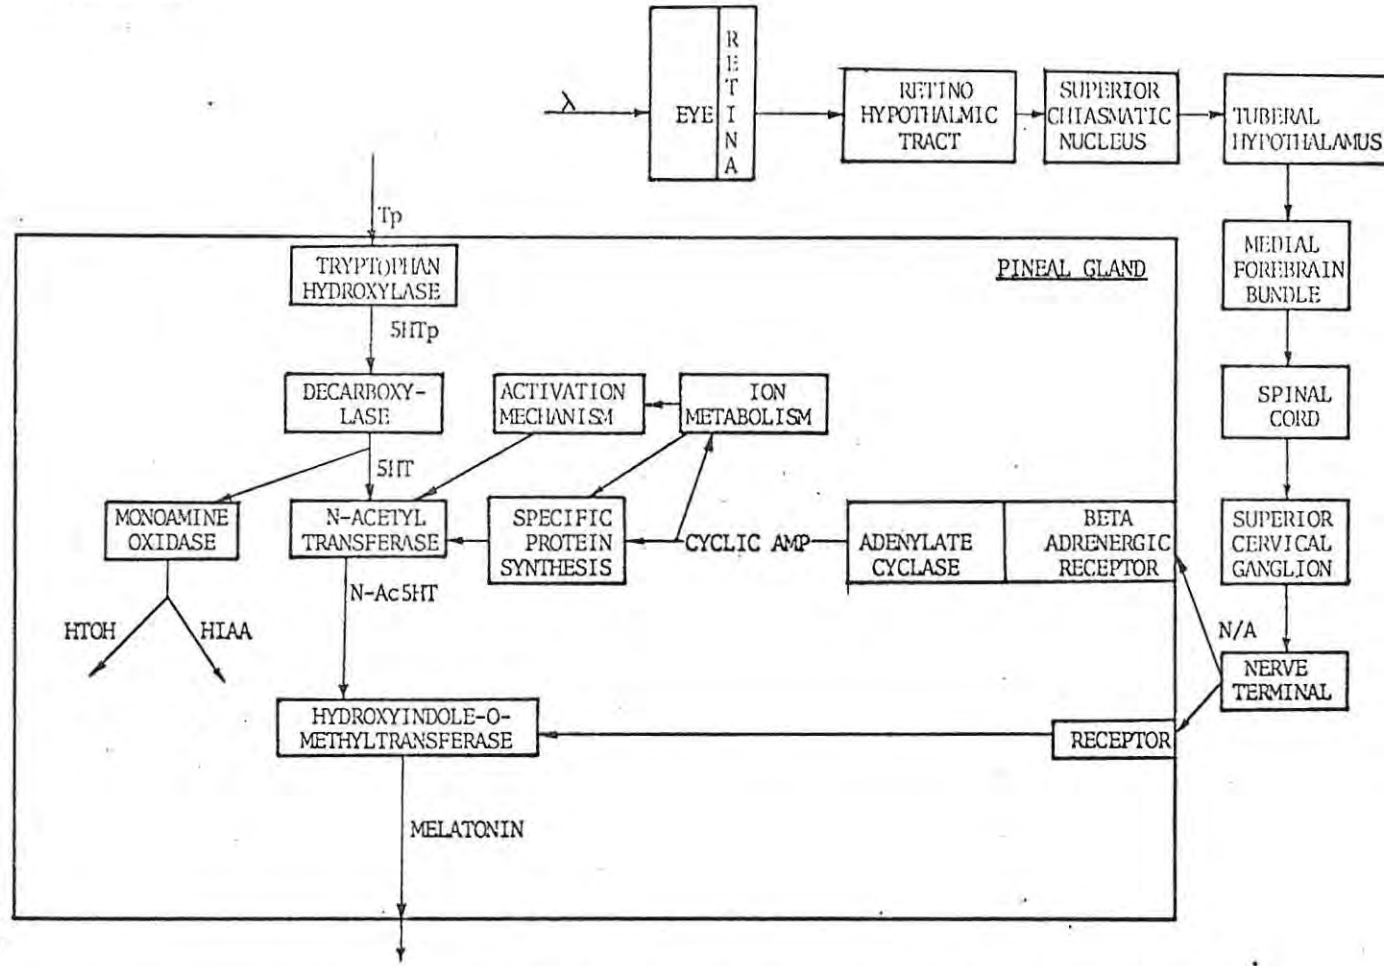 λ
EYE
RETINA
RETINO
HYPOTHALMIC
TRACT
SUPERIOR
CHIASMATIC
NUCLEUS
TUBERAL
HYPOTHALAMUS
MEDIAL
FOREBRAIN
BUNDLE
SPINAL
CORD
SUPERIOR
CERVICAL
GANGLION
N/A
NERVE
TERMINAL
PINEAL GLAND
Tp
TRYPTOPHAN
HYDROXYLASE
5HTp
DECARBOXY-
LASE
5HT
ACTIVATION
MECHANISM
ION
METABOLISM
MONOAMINE
OXIDASE
HTOH
HIAA
N-ACETYL
TRANSFERASE
SPECIFIC
PROTEIN
SYNTHESIS
CYCLIC AMP
ADENYLATE
CYCLASE
BETA
ADRENERGIC
RECEPTOR
N-Ac5HT
HYDROXYINDOLE-O-
METHYLTRANSFERASE
RECEPTOR
MELATONIN